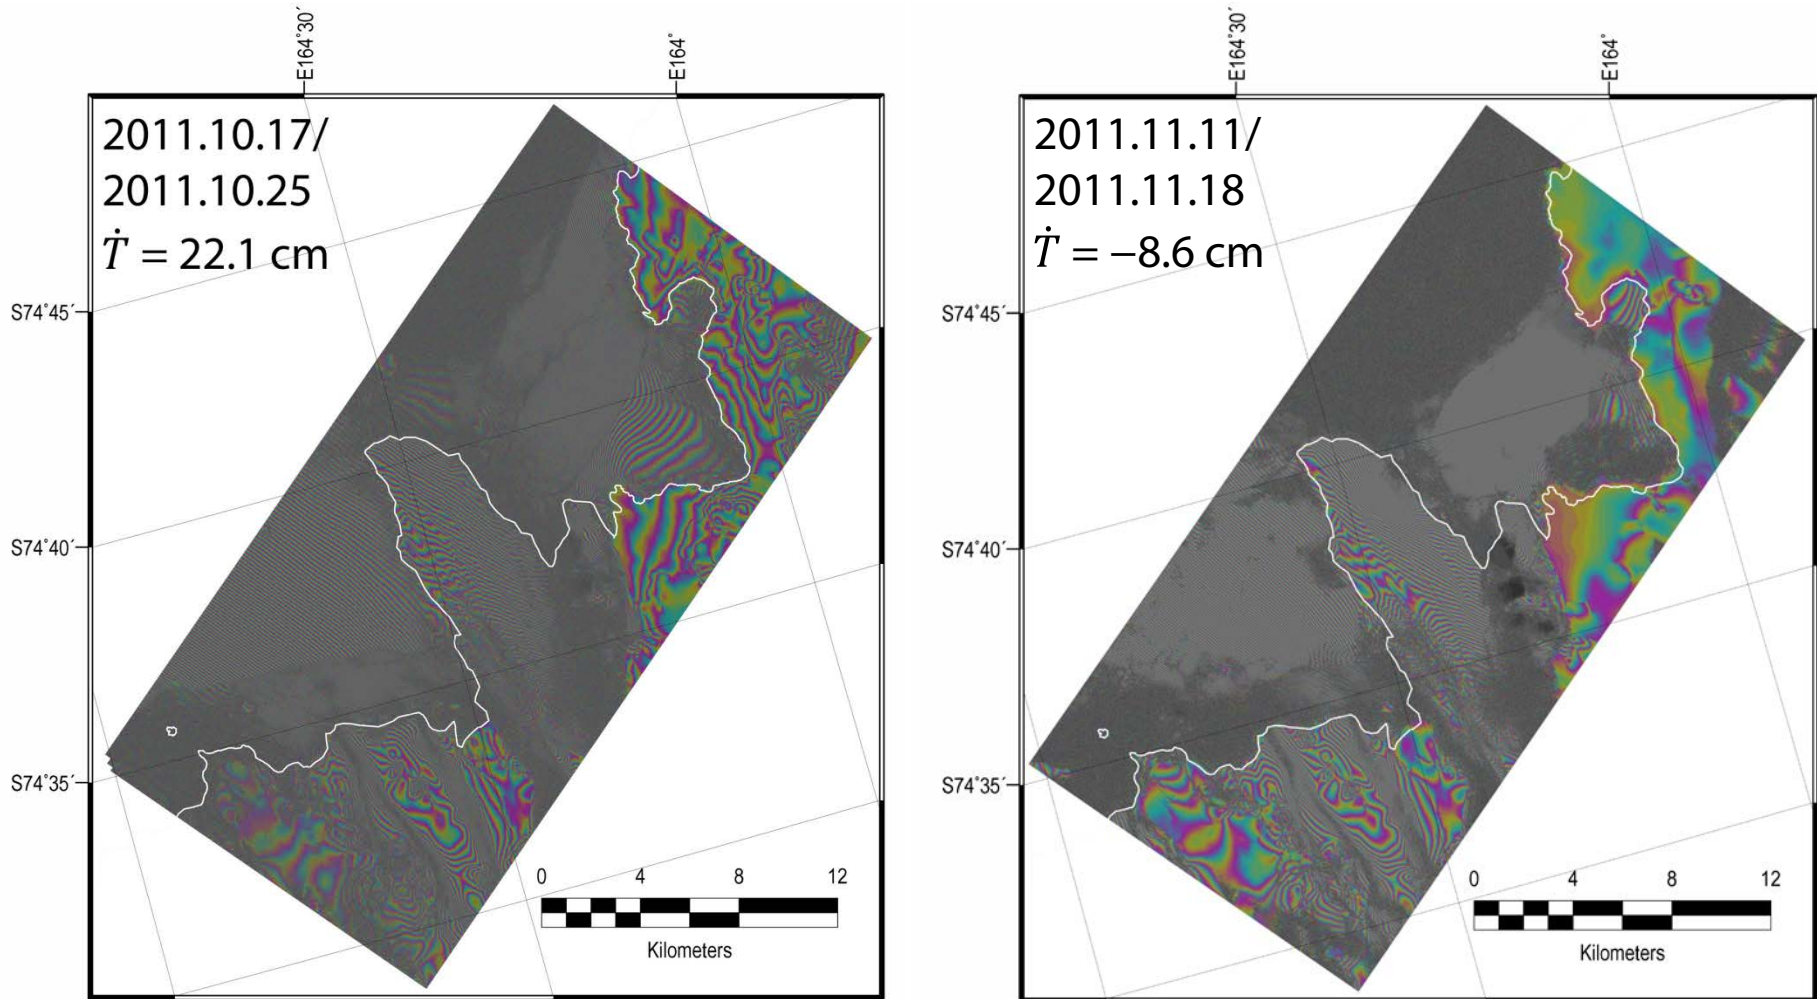 E164°30´
E164°
2011.10.17/
2011.10.25
Ṫ = 22.1 cm
S74°45´
S74°40´
S74°35´
0 4 8 12
Kilometers
E164°30´
E164°
2011.11.11/
2011.11.18
Ṫ = −8.6 cm
S74°45´
S74°40´
S74°35´
0 4 8 12
Kilometers